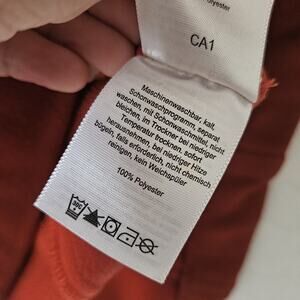 Polyester
CA1
Maschinenwaschbar, kalt,
Schonwaschprogramm, separat
waschen, mit Schonwaschmittel, nicht
bleichen, im Trockner bei niedriger
Temperatur trocknen, sofort
herausnehmen, bei niedriger Hitze
bügeln, falls erforderlich, nicht chemisch
reinigen, kein Weichspüler
100% Polyester